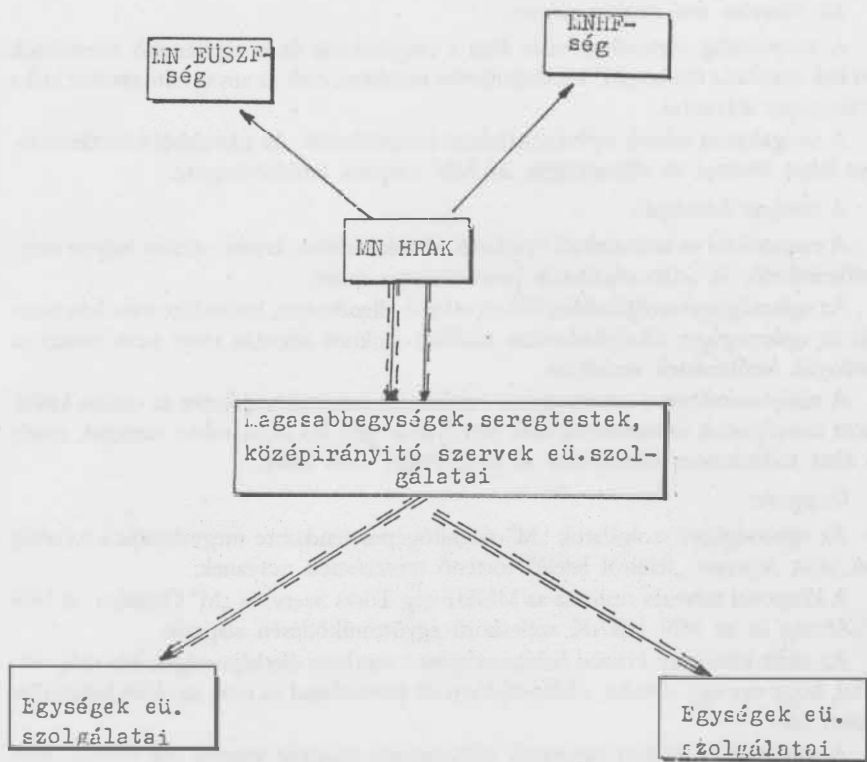 MN EÜSZF-
ség
MNHF-
ség
MN HRAK
Magasabbegységek, seregtestek,
középirányitó szervek eü.szol-
gálatai
Egységek eü.
szolgálatai
Egységek eü.
szolgálatai